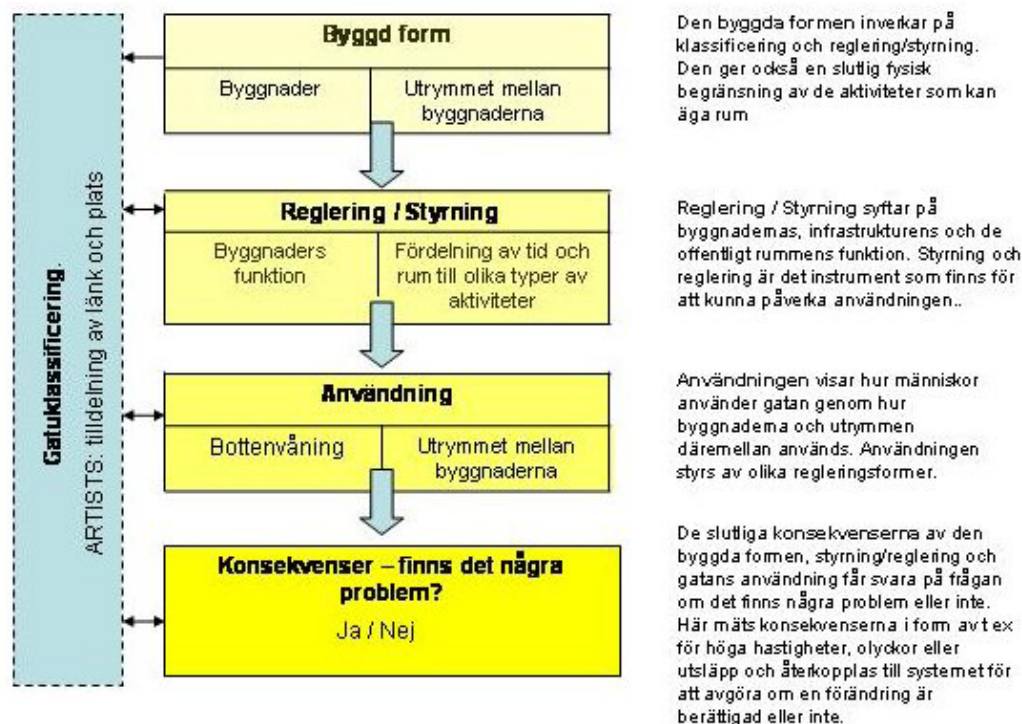 Gatuklassificering.
ARTISTS: tilldelning av länk och plats
Byggd form
Byggnader
Utrymmet mellan
byggnaderna
Den byggda formen inverkar på
klassificering och reglering/styrning.
Den ger också en slutlig fysisk
begränsning av de aktiviteter som kan
äga rum
Reglering / Styrning
Byggnaders
funktion
Fördelning av tid och
rum till olika typer av
aktiviteter
Reglering / Styrning syftar på
byggnadernas, infrastrukturens och de
offentligt rummens funktion. Styrning och
reglering är det instrument som finns för
att kunna påverka användningen..
Användning
Bottenvåning
Utrymmet mellan
byggnaderna
Användningen visar hur människor
använder gatan genom hur
byggnaderna och utrymmen
däremellan används. Användningen
styrs av olika regleringsformer.
Konsekvenser – finns det några
problem?
Ja / Nej
De slutliga konsekvenserna av den
byggda formen, styrning/reglering och
gatans användning får svara på frågan
om det finns några problem eller inte.
Här mäts konsekvenserna i form av t ex
för höga hastigheter, olyckor eller
utsläpp och återkopplas till systemet för
att avgöra om en förändring är
berättigad eller inte.